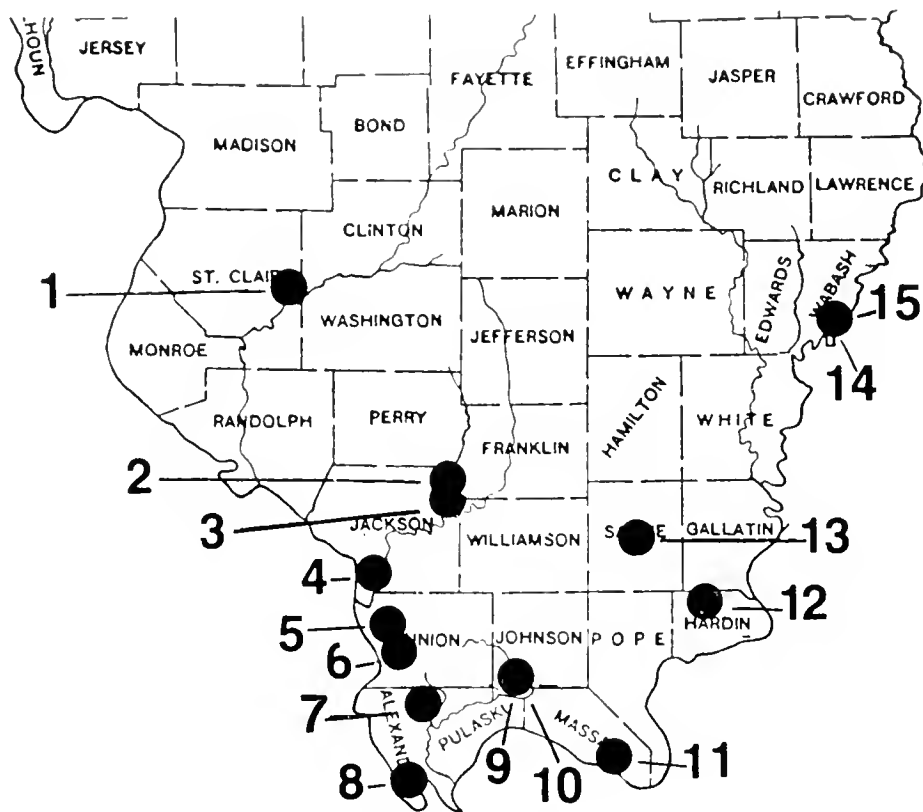 HOUN
JERSEY
FAYETTE
EFFINGHAM
JASPER
CRAWFORD
MADISON
BOND
CLAY
RICHLAND
LAWRENCE
MARION
CLINTON
1
ST. CLAIR
WASHINGTON
WAYNE
EDWARDS
WABASH
15
MONROE
JEFFERSON
14
RANDOLPH
PERRY
HAMILTON
WHITE
FRANKLIN
2
3
JACKSON
WILLIAMSON
GALLATIN
13
4
12
HARDIN
5
UNION
JOHNSON
POPE
6
7
PULASKI
MASSA
9
10
11
8